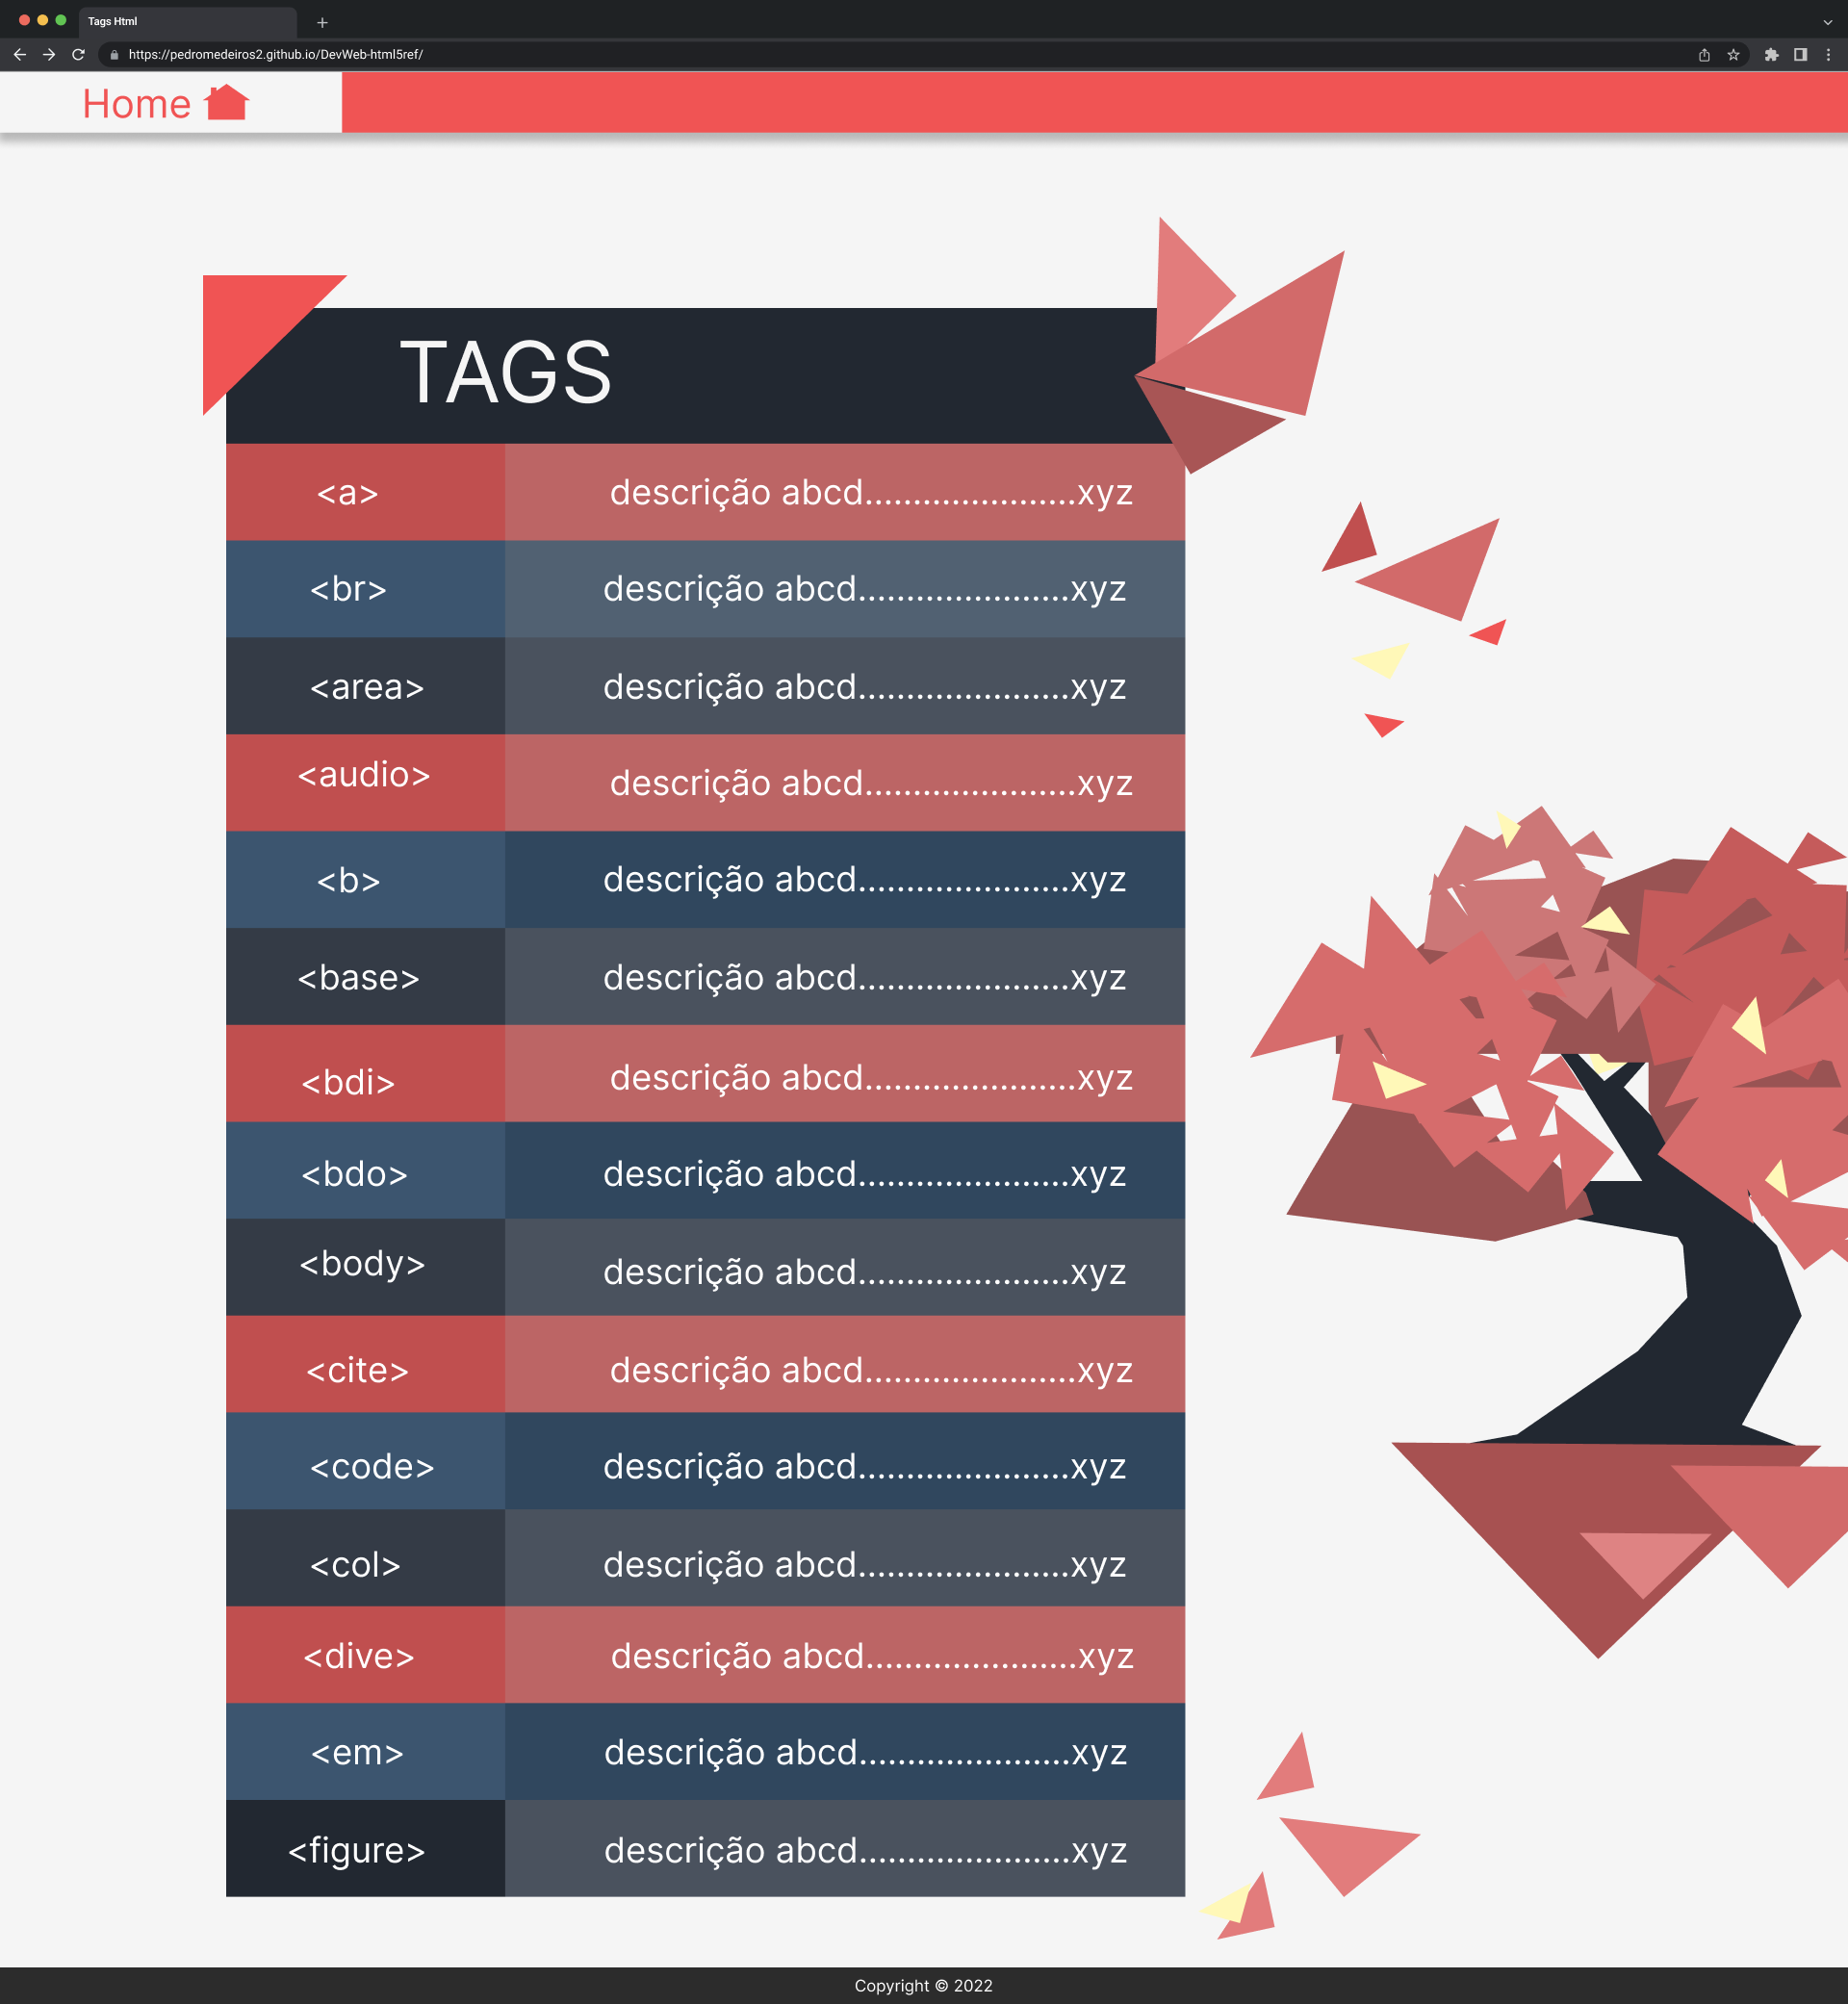 Tags Html
https://pedromedeiros2.github.io/DevWeb-html5ref/
Home
TAGS
<a> descrição abcd......................xyz
<br> descrição abcd......................xyz
<area> descrição abcd......................xyz
<audio> descrição abcd......................xyz
<b> descrição abcd......................xyz
<base> descrição abcd......................xyz
<bdi> descrição abcd......................xyz
<bdo> descrição abcd......................xyz
<body> descrição abcd......................xyz
<cite> descrição abcd......................xyz
<code> descrição abcd......................xyz
<col> descrição abcd......................xyz
<dive> descrição abcd......................xyz
<em> descrição abcd......................xyz
<figure> descrição abcd......................xyz
Copyright © 2022